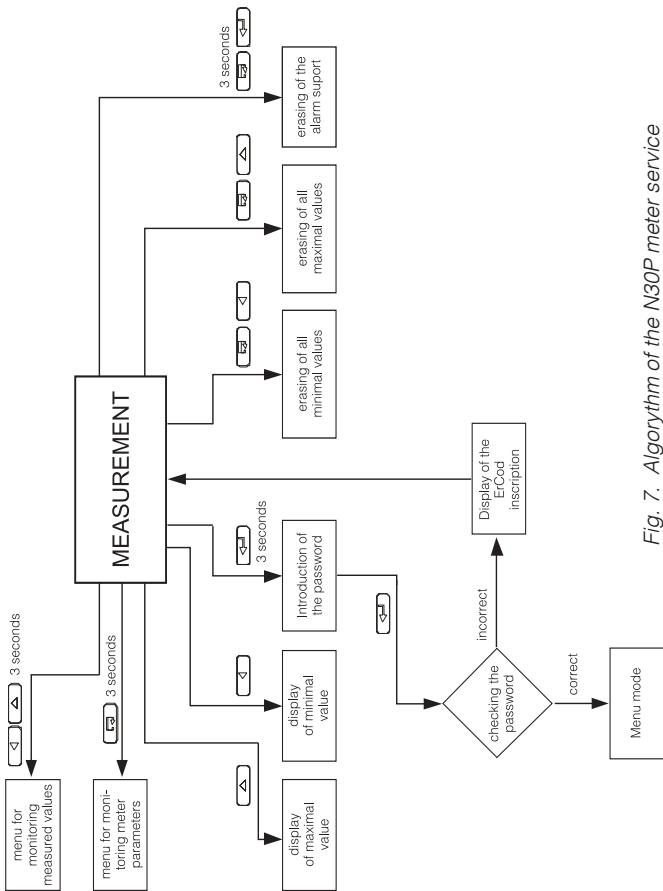 menu for
monitoring
measured values
3 seconds
menu for moni-
toring meter
parameters
3 seconds
MEASUREMENT
display
of maximal
value
display
of minimal
value
3 seconds
Introduction of
the password
erasing of all
minimal values
erasing of all
maximal values
3 seconds
erasing of the
alarm suport
checking the
password
incorrect
Display of the
ErCod
inscription
correct
Menu mode
Fig. 7. Algorythm of the N30P meter service